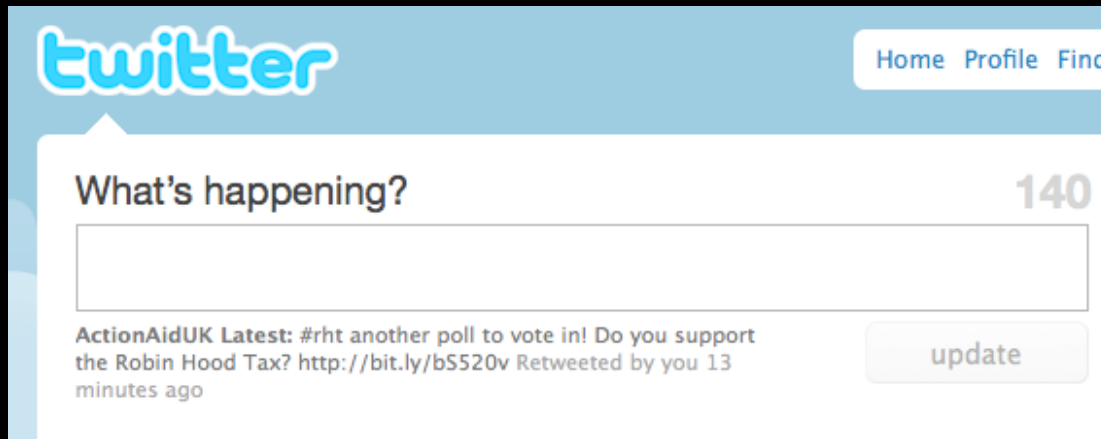 twitter
Home Profile Find
What's happening?
140
ActionAidUK Latest: #rht another poll to vote in! Do you support
the Robin Hood Tax? http://bit.ly/bS520v Retweeted by you 13
minutes ago
update